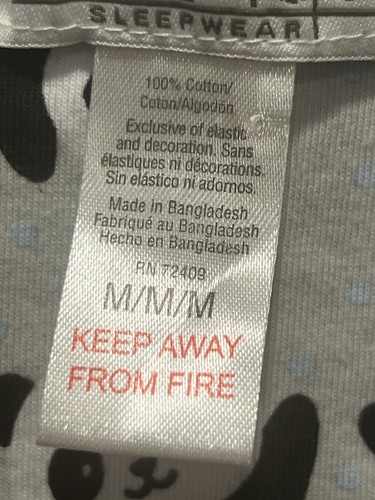 SLEEPWEAR
100% Cotton/
Coton/Algodón
Exclusive of elastic
and decoration. Sans
élastiques ni décorations.
Sin elástico ni adornos.
Made in Bangladesh
Fabriqué au Bangladesh
Hecho en Bangladesh
RN 72409
M/M/M
KEEP AWAY
FROM FIRE